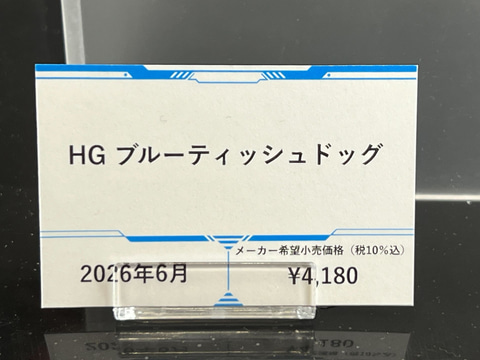 HG ブルーティッシュドッグ
メーカー希望小売価格（税10%込）
2026年6月
¥4,180